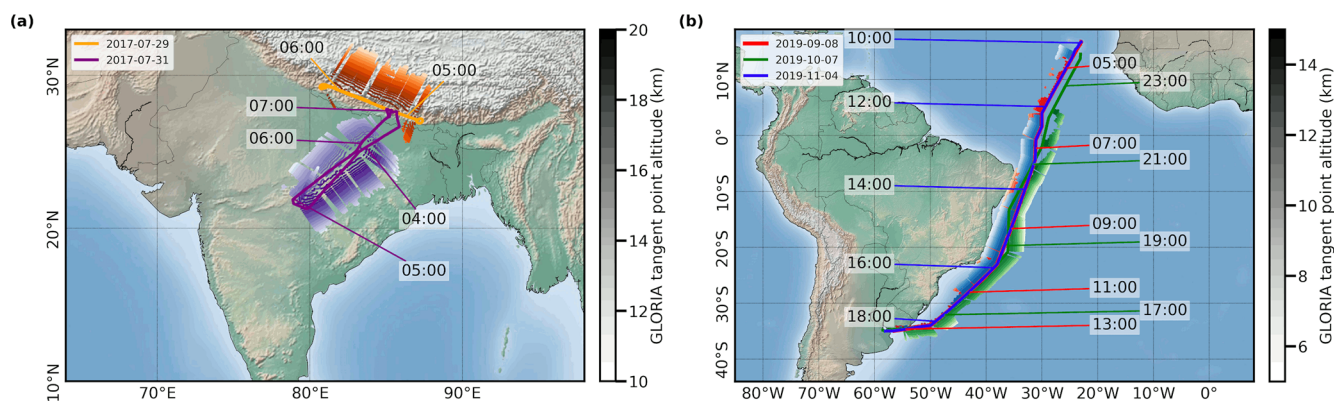 (a)
2017-07-29
2017-07-31
06:00
05:00
07:00
06:00
04:00
05:00
30°N
20°N
10°N
70°E
80°E
90°E
20
18
16
14
12
10
GLORIA tangent point altitude (km)
(b)
2019-09-08
2019-10-07
2019-11-04
10:00
05:00
23:00
12:00
07:00
21:00
14:00
09:00
19:00
16:00
11:00
17:00
18:00
13:00
10°N
0°
10°S
20°S
30°S
40°S
80°W
70°W
60°W
50°W
40°W
30°W
20°W
10°W
0°
14
12
10
8
6
GLORIA tangent point altitude (km)